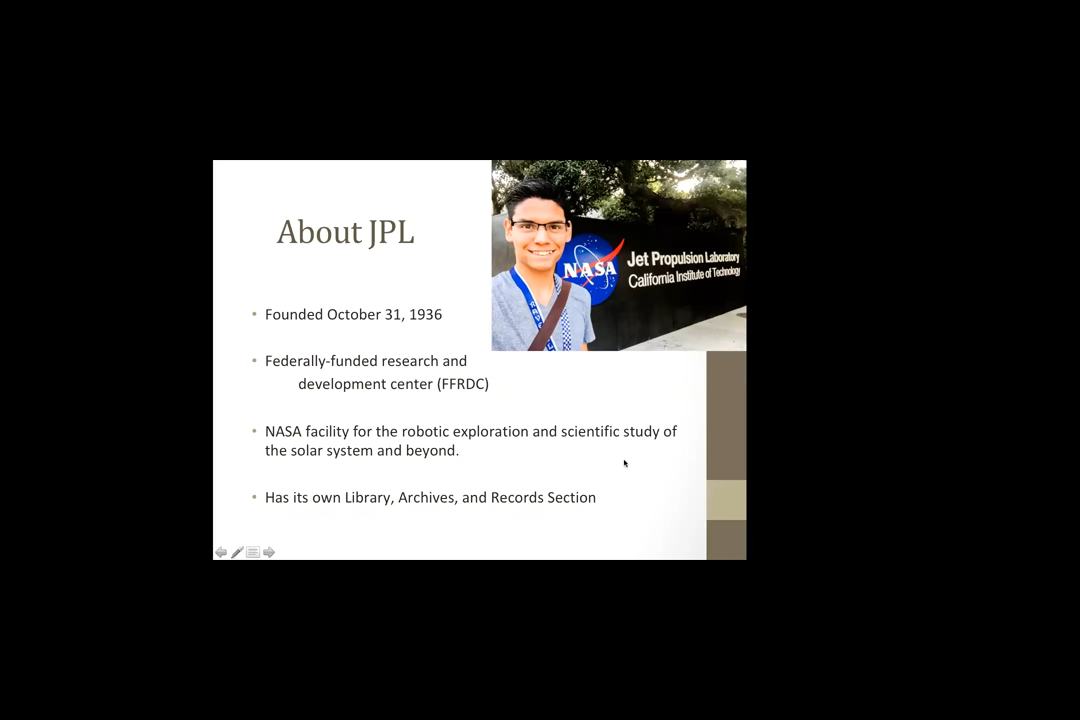 About JPL
NASA
Jet Propulsion Laboratory
California Institute of Technology
• Founded October 31, 1936
• Federally-funded research and
development center (FFRDC)
• NASA facility for the robotic exploration and scientific study of
the solar system and beyond.
• Has its own Library, Archives, and Records Section